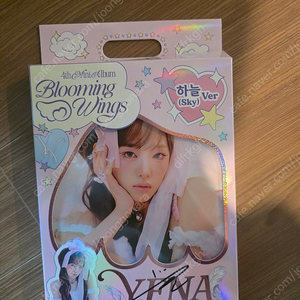 4th Mini Album
Blooming
Wings
하늘
(Sky) Ver
YENA